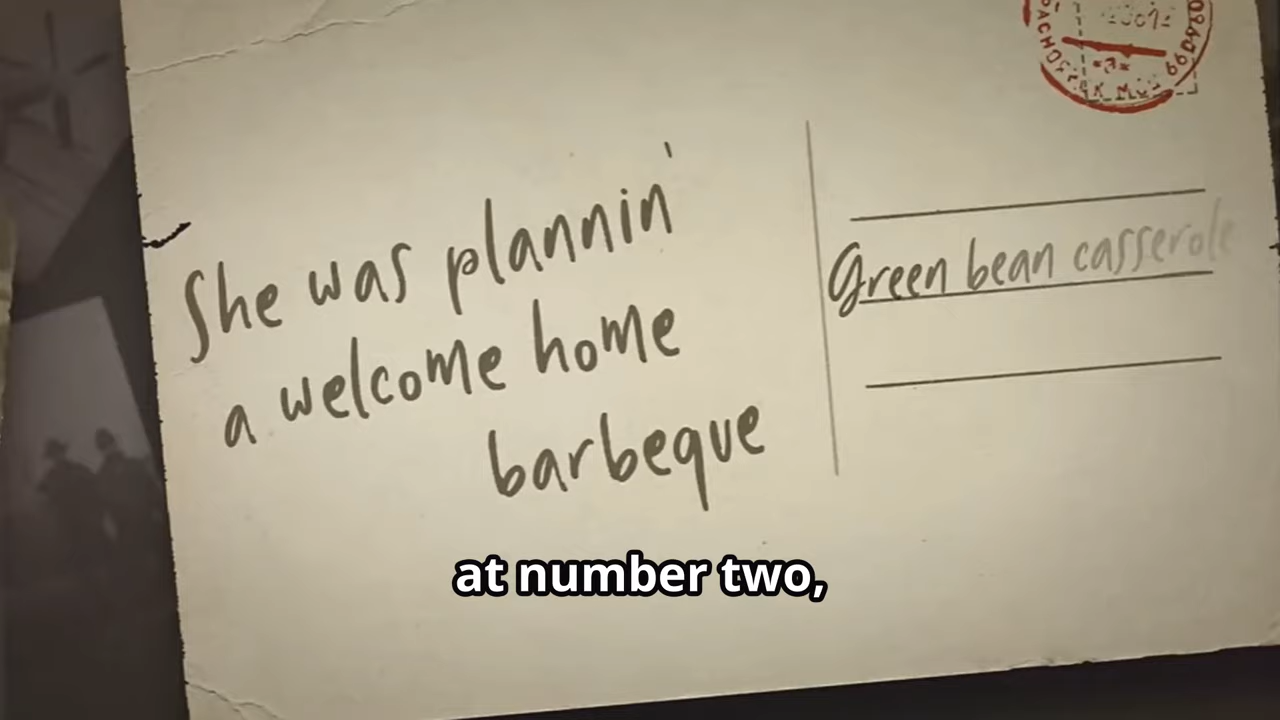 She was plannin'
a welcome home
barbeque
Green bean casserole
at number two,